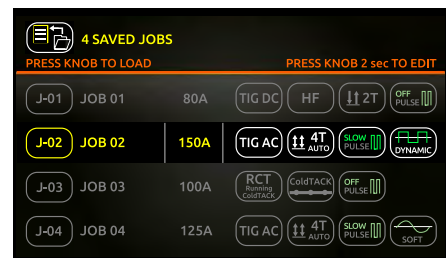 4 SAVED JOBS
PRESS KNOB TO LOAD PRESS KNOB 2 sec TO EDIT
J-01 JOB 01 80A TIG DC HF 2T OFF PULSE
J-02 JOB 02 150A TIG AC 4T AUTO SLOW PULSE DYNAMIC
J-03 JOB 03 100A RCT Running ColdTACK ColdTACK OFF PULSE
J-04 JOB 04 125A TIG AC 4T AUTO SLOW PULSE SOFT